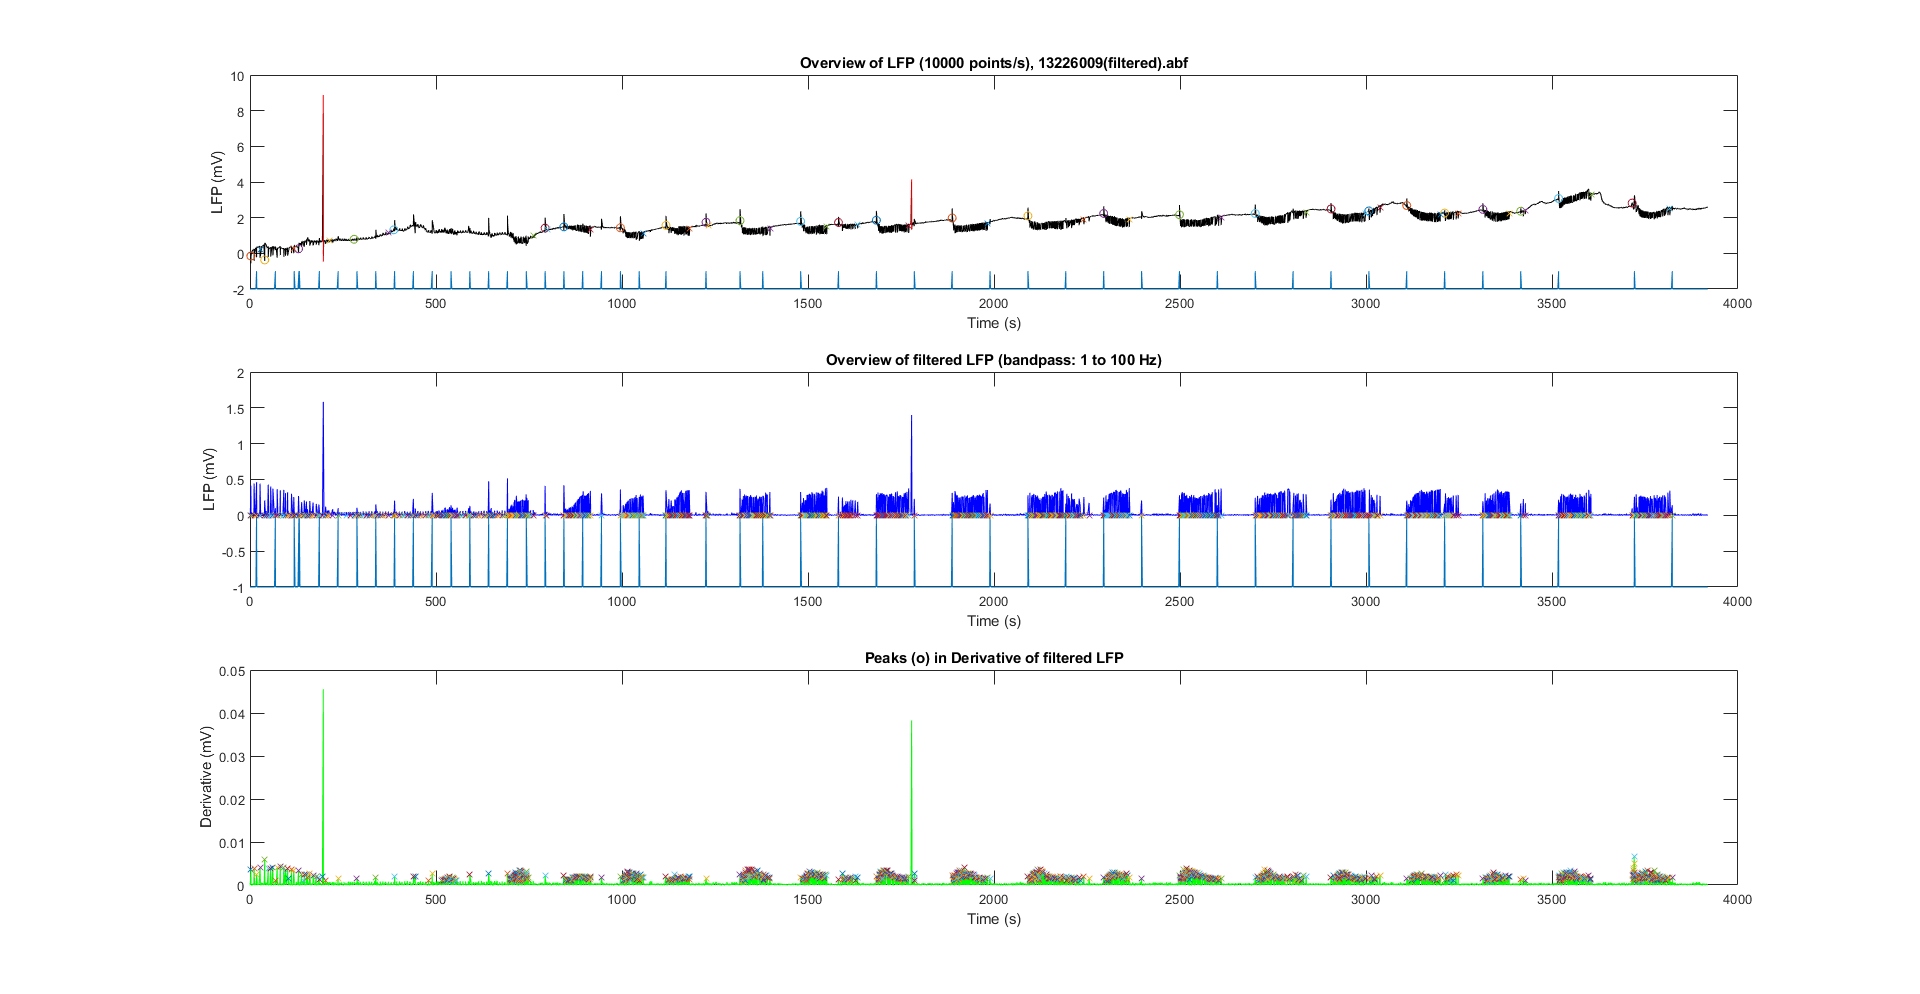 Overview of LFP (10000 points/s), 13226009(filtered).abf
10
8
6
4
2
0
-2
LFP (mV)
0 500 1000 1500 2000 2500 3000 3500 4000
Time (s)
Overview of filtered LFP (bandpass: 1 to 100 Hz)
2
1.5
1
0.5
0
-0.5
-1
LFP (mV)
0 500 1000 1500 2000 2500 3000 3500 4000
Time (s)
Peaks (o) in Derivative of filtered LFP
0.05
0.04
0.03
0.02
0.01
0
Derivative (mV)
0 500 1000 1500 2000 2500 3000 3500 4000
Time (s)